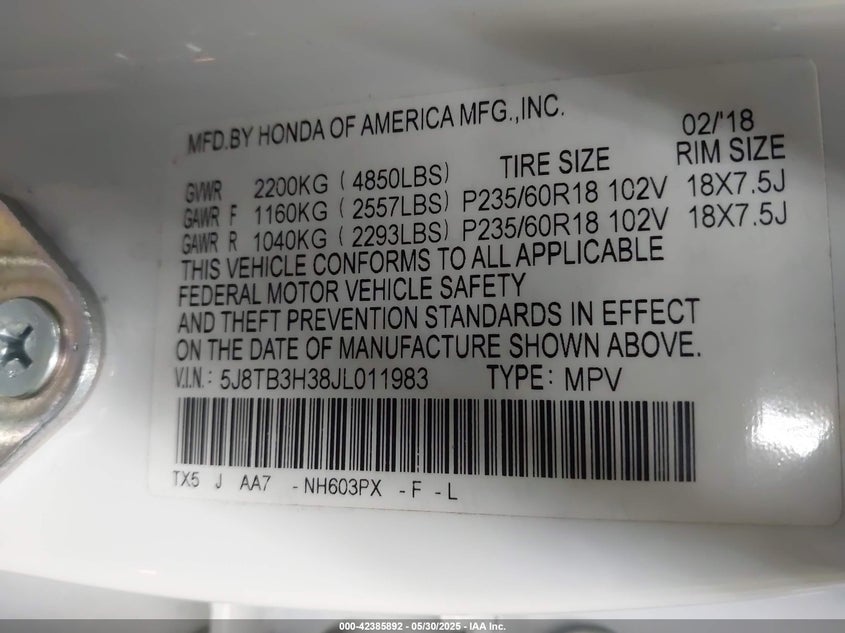 MFD.BY HONDA OF AMERICA MFG.,INC.
02/'18
TIRE SIZE RIM SIZE
GVWR 2200KG ( 4850LBS)
GAWR F 1160KG ( 2557LBS) P235/60R18 102V 18X7.5J
GAWR R 1040KG ( 2293LBS) P235/60R18 102V 18X7.5J
THIS VEHICLE CONFORMS TO ALL APPLICABLE
FEDERAL MOTOR VEHICLE SAFETY
AND THEFT PREVENTION STANDARDS IN EFFECT
ON THE DATE OF MANUFACTURE SHOWN ABOVE.
V.I.N.: 5J8TB3H38JL011983 TYPE: MPV
TX5 J AA7 -NH603PX -F -L
000-42385892 - 05/30/2025 - IAA Inc.